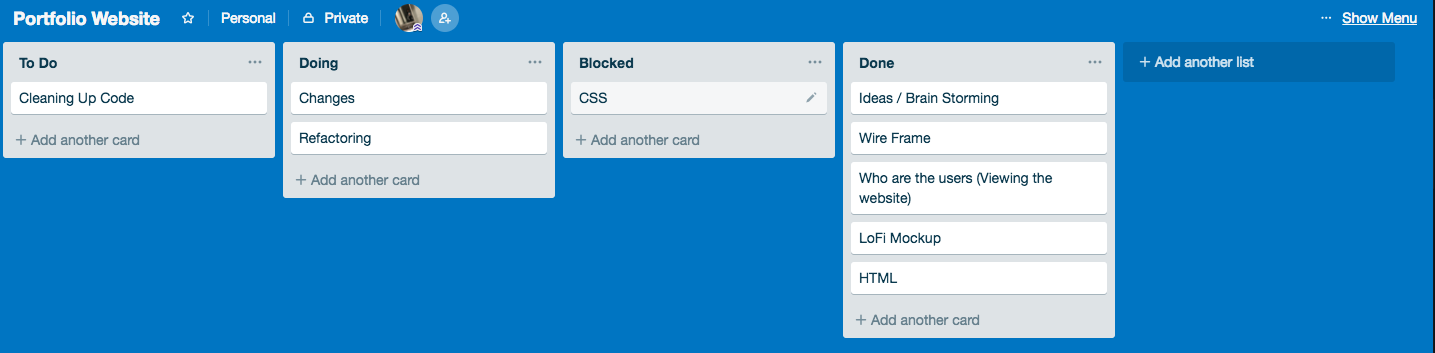 Portfolio Website
Personal
Private
... Show Menu
To Do ...
Cleaning Up Code
+ Add another card
Doing ...
Changes
Refactoring
+ Add another card
Blocked ...
CSS
+ Add another card
Done ...
Ideas / Brain Storming
Wire Frame
Who are the users (Viewing the
website)
LoFi Mockup
HTML
+ Add another card
+ Add another list